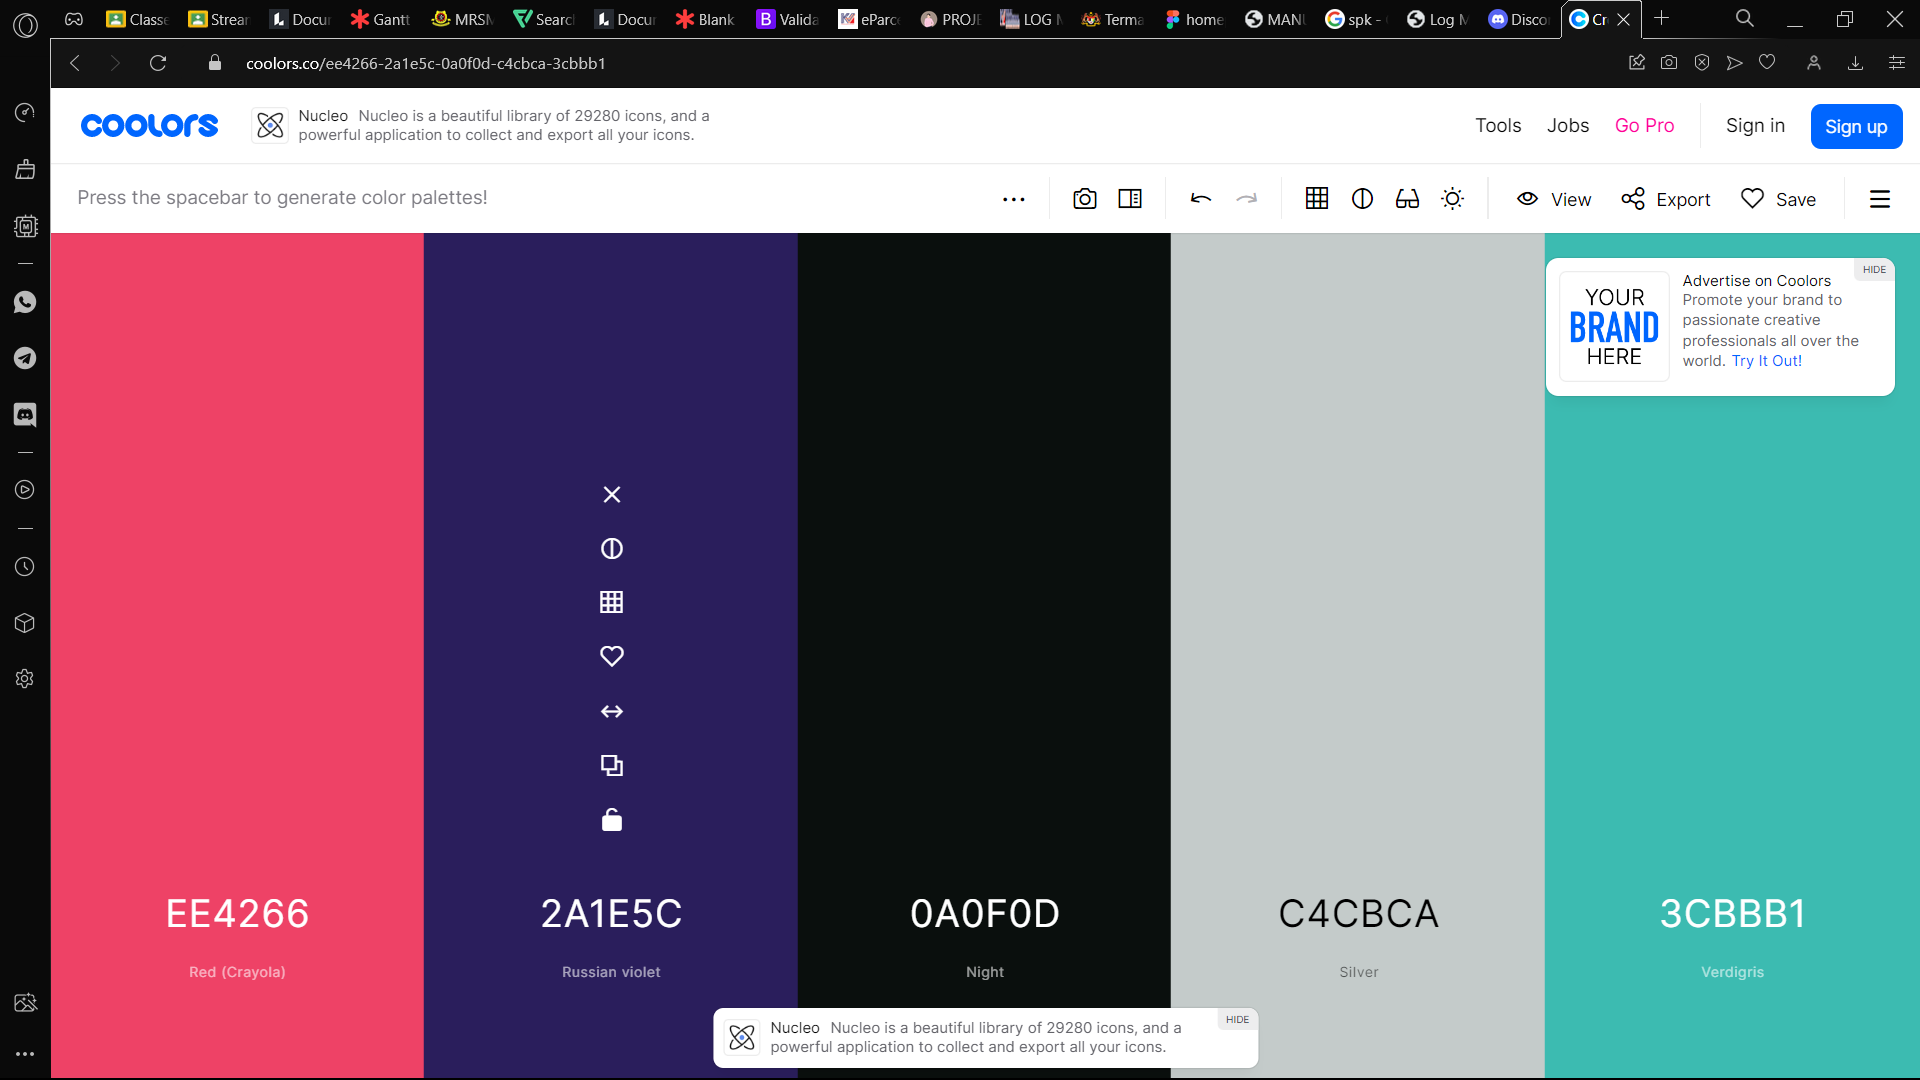 Classe
Strear
Docur
Gantt
MRSM
Search
Docur
Blank
Valida
eParce
PROJE
LOG M
Terma
home
MANU
spk -
Log M
Disco
Cr
coolors.co/ee4266-2a1e5c-0a0f0d-c4cbca-3cbbb1
coolors
Nucleo Nucleo is a beautiful library of 29280 icons, and a
powerful application to collect and export all your icons.
Tools
Jobs
Go Pro
Sign in
Sign up
Press the spacebar to generate color palettes!
View
Export
Save
HIDE
YOUR
BRAND
HERE
Advertise on Coolors
Promote your brand to
passionate creative
professionals all over the
world. Try It Out!
EE4266
2A1E5C
0A0F0D
C4CBCA
3CBBB1
Red (Crayola)
Russian violet
Night
Silver
Verdigris
HIDE
Nucleo Nucleo is a beautiful library of 29280 icons, and a
powerful application to collect and export all your icons.